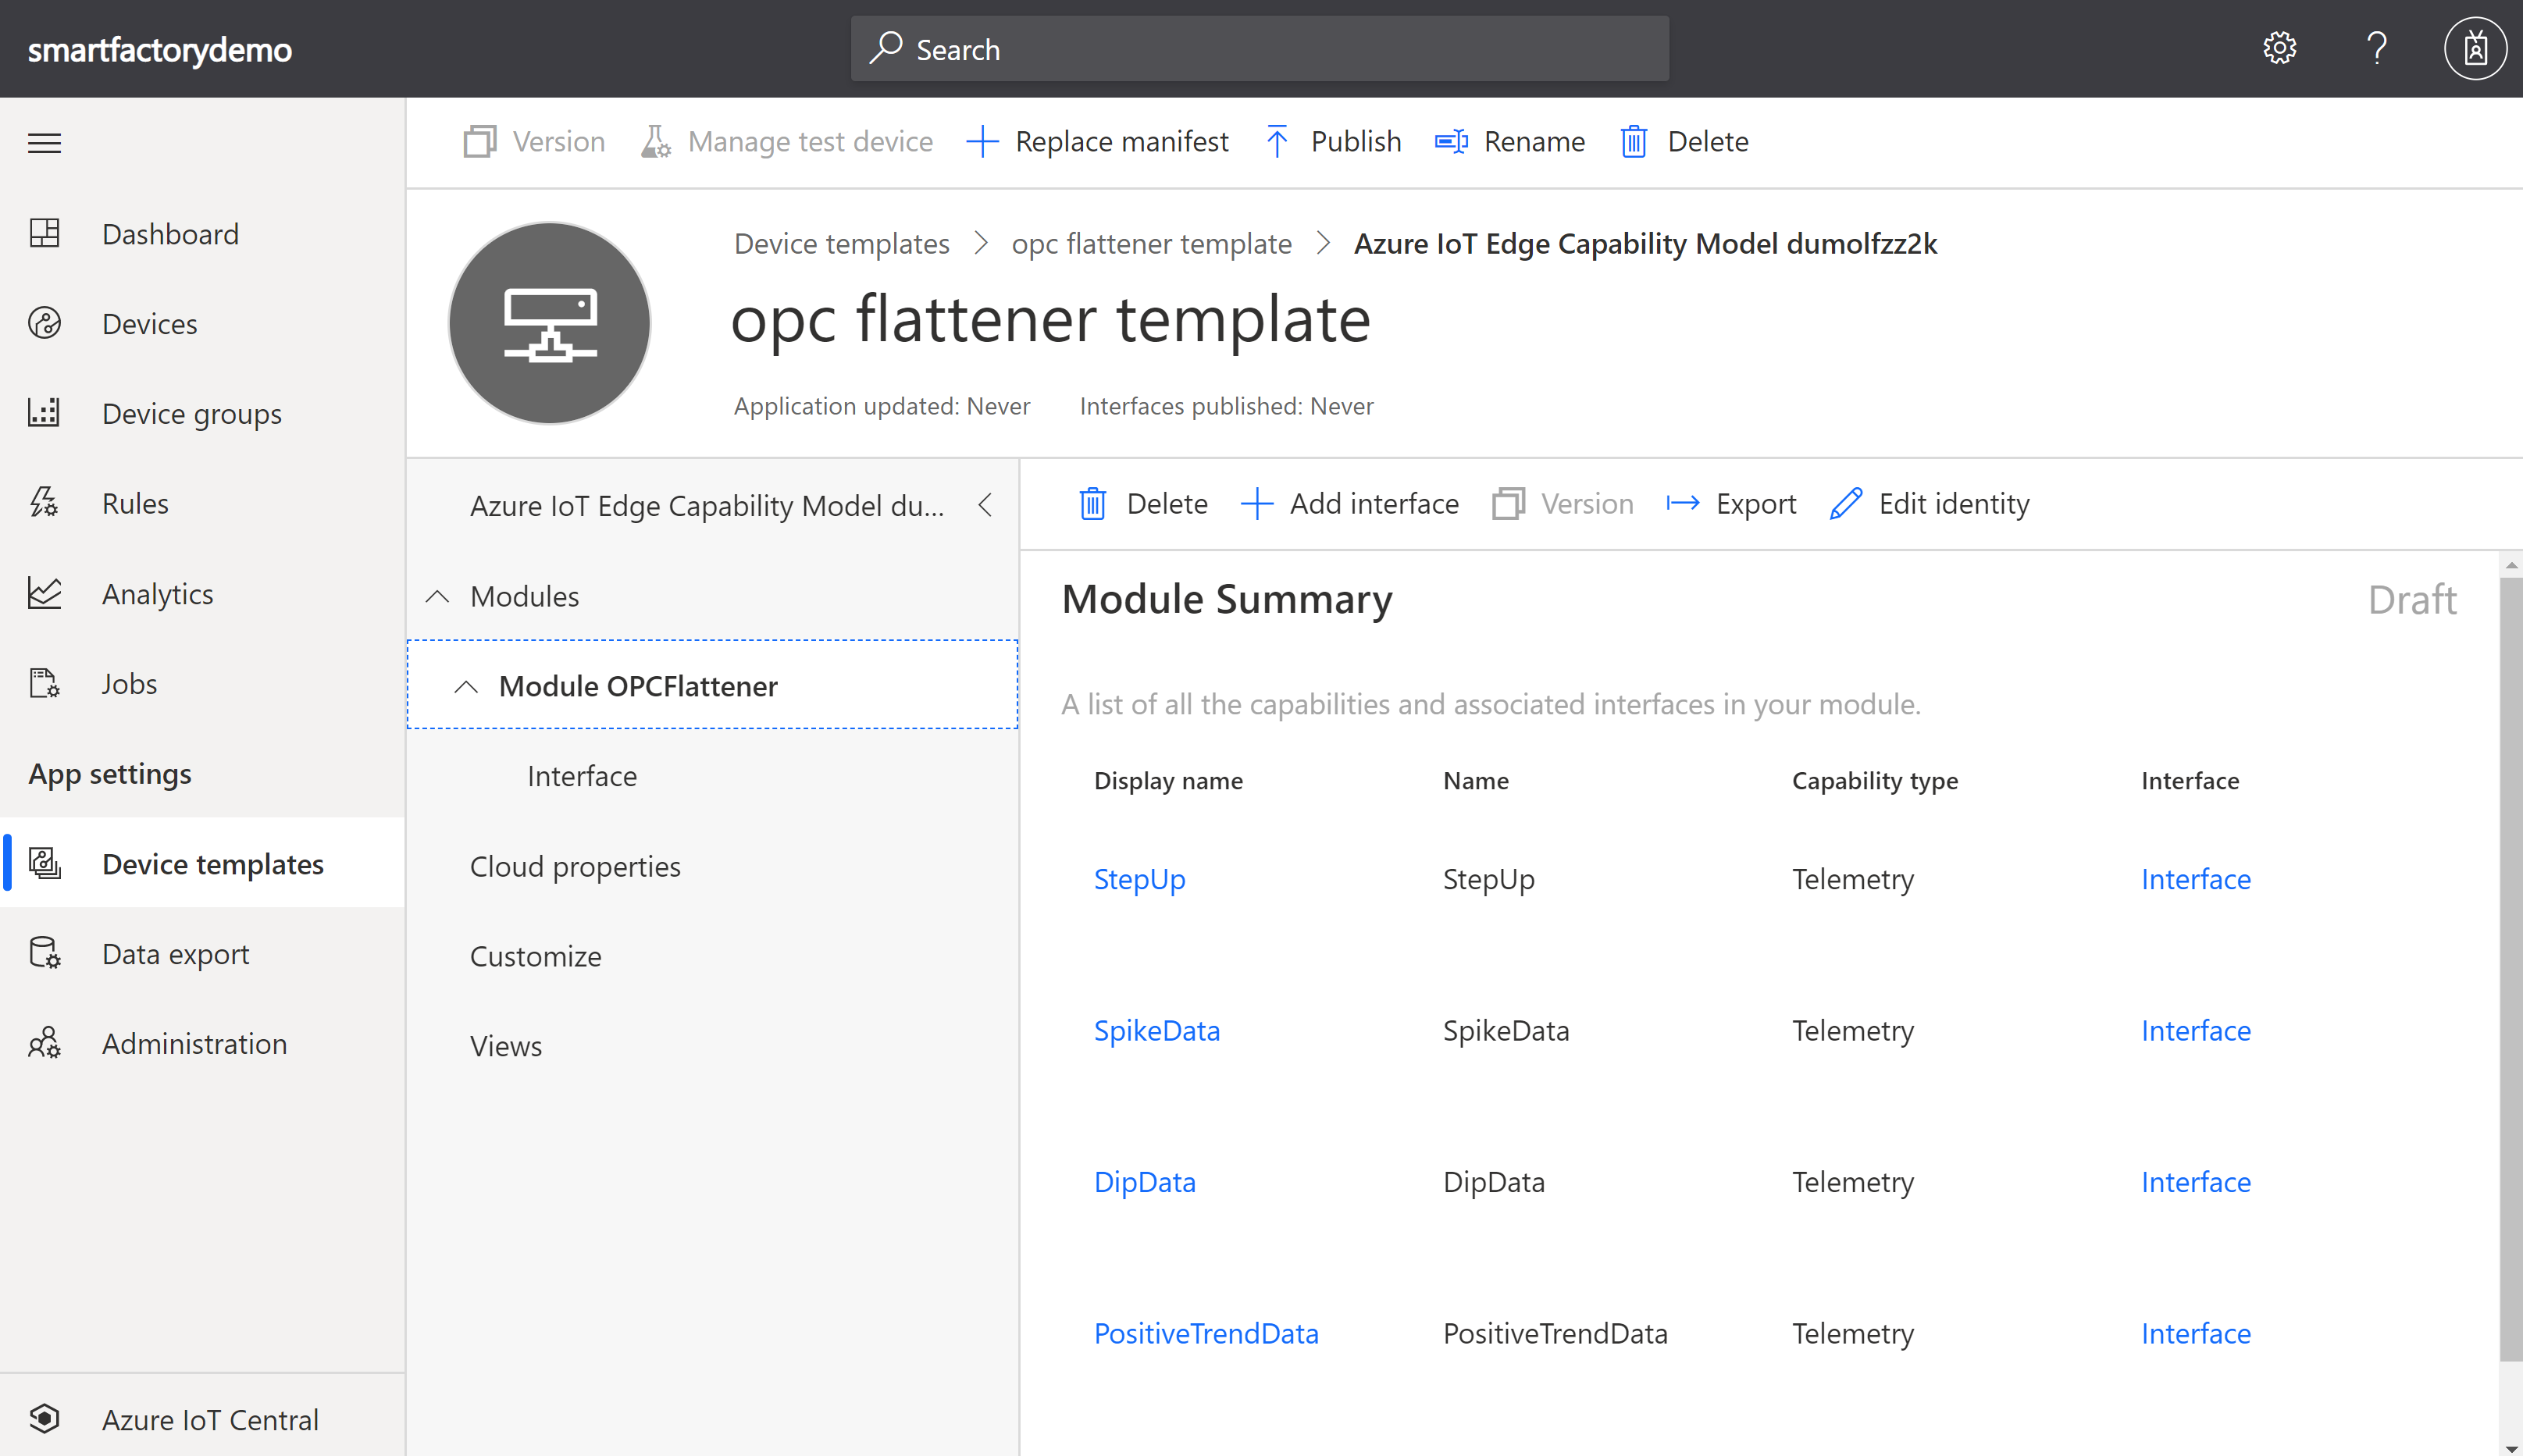 smartfactorydemo
Search
Version
Manage test device
Replace manifest
Publish
Rename
Delete
Dashboard
Devices
Device groups
Rules
Analytics
Jobs
App settings
Device templates
Data export
Administration
Azure IoT Central
Device templates > opc flattener template > Azure IoT Edge Capability Model dumolfzz2k
opc flattener template
Application updated: Never Interfaces published: Never
Azure IoT Edge Capability Model du...
Modules
Module OPCFlattener
Interface
Cloud properties
Customize
Views
Delete
Add interface
Version
Export
Edit identity
Module Summary
Draft
A list of all the capabilities and associated interfaces in your module.
Display name Name Capability type Interface
StepUp StepUp Telemetry Interface
SpikeData SpikeData Telemetry Interface
DipData DipData Telemetry Interface
PositiveTrendData PositiveTrendData Telemetry Interface